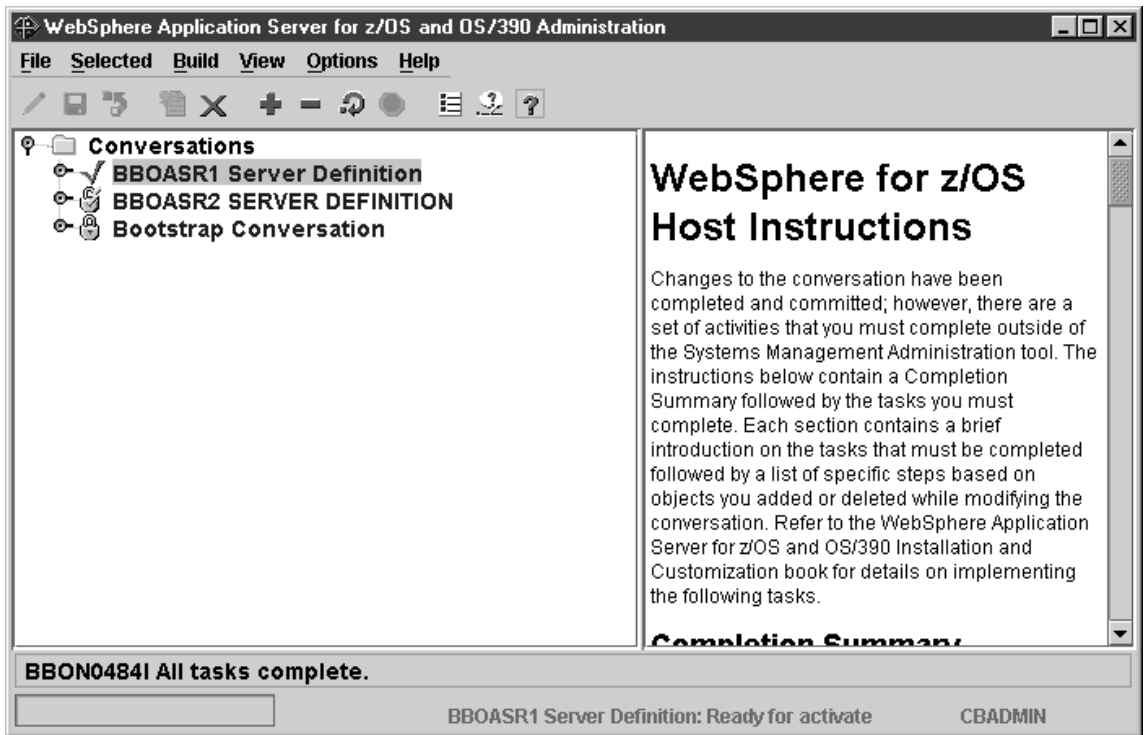 WebSphere Application Server for z/OS and OS/390 Administration
File Selected Build View Options Help
Conversations
BBOASR1 Server Definition
BBOASR2 SERVER DEFINITION
Bootstrap Conversation
WebSphere for z/OS
Host Instructions
Changes to the conversation have been
completed and committed; however, there are a
set of activities that you must complete outside of
the Systems Management Administration tool. The
instructions below contain a Completion
Summary followed by the tasks you must
complete. Each section contains a brief
introduction on the tasks that must be completed
followed by a list of specific steps based on
objects you added or deleted while modifying the
conversation. Refer to the WebSphere Application
Server for z/OS and OS/390 Installation and
Customization book for details on implementing
the following tasks.
Completion Summary
BBON0484I All tasks complete.
BBOASR1 Server Definition: Ready for activate CBADMIN